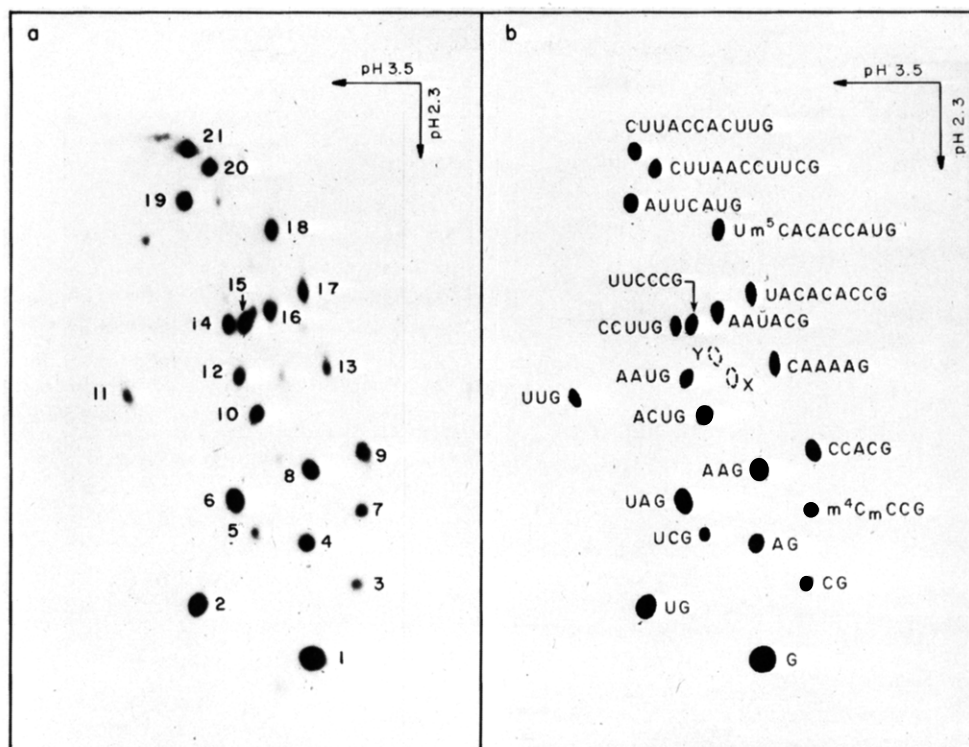 a
pH 3.5
pH 2.3
21
20
19
18
17
15
16
14
13
12
11
10
9
8
6
7
5
4
3
2
1
b
pH 3.5
pH 2.3
CUUACCACUUG
CUUAACCUUCG
AUUCAUG
Um⁵CACACCAUG
UUCCCG
UACACACCG
CCUUG
AAUACG
Y
CAAAAG
AAUG
X
UUG
ACUG
CCACG
AAG
UAG
m⁴CmCCG
UCG
AG
CG
UG
G